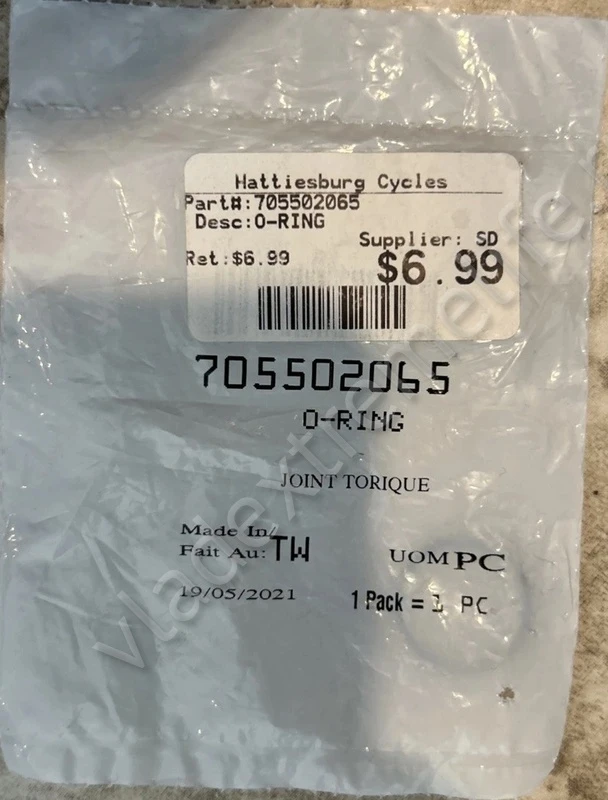 Hattiesburg Cycles
Part#:705502065
Desc:O-RING
Supplier: SD
Ret:$6.99
$6.99
705502065
O-RING
JOINT TORIQUE
Made In/
Fait Au: TW
UOM PC
19/05/2021
1 Pack = 1 PC
vladextremelife